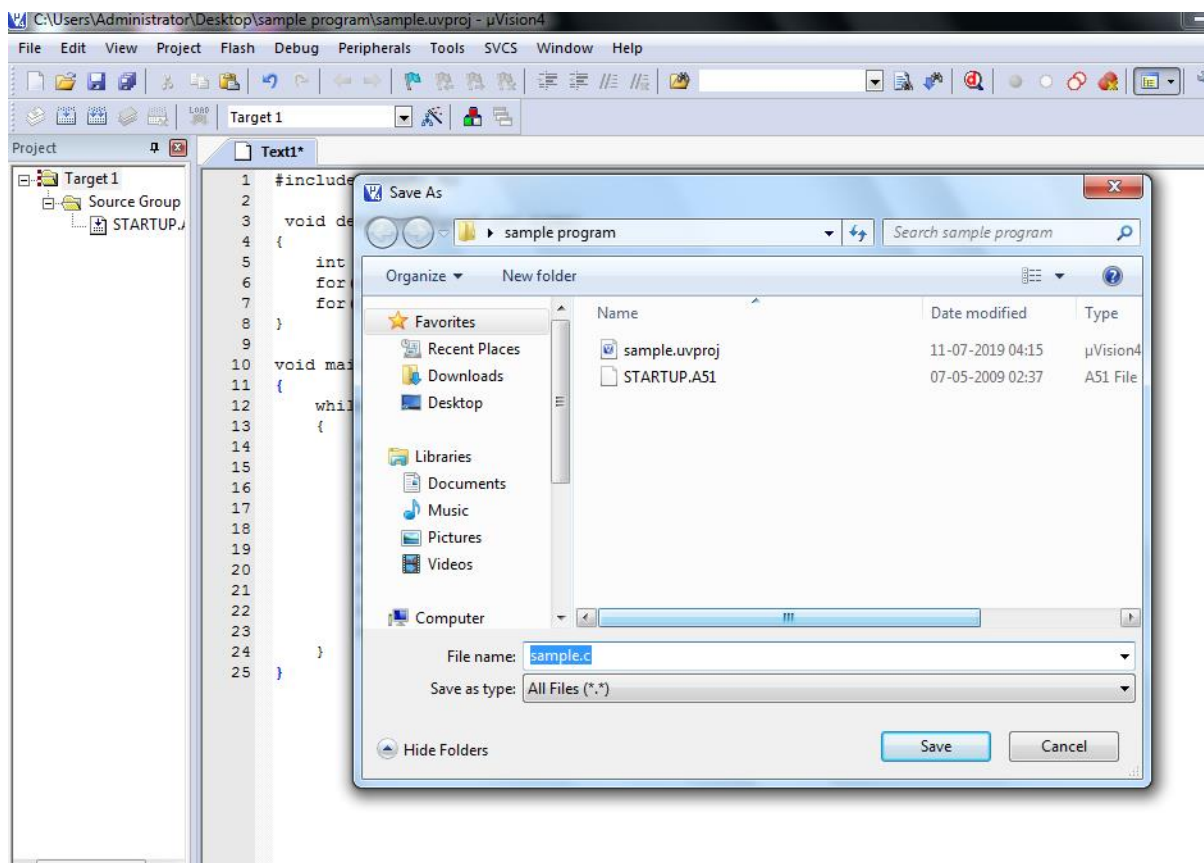 C:\Users\Administrator\Desktop\sample program\sample.uvproj - µVision4
File Edit View Project Flash Debug Peripherals Tools SVCS Window Help
LOAD Target 1
Project
Text1*
Target 1
Source Group
STARTUP.
1 #include
2
3 void de
4 {
5 int
6 for
7 for
8 }
9
10 void mai
11 {
12 whil
13 {
14
15
16
17
18
19
20
21
22
23
24 }
25 }
Save As
sample program
Search sample program
Organize New folder
Favorites
Recent Places
Downloads
Desktop
Libraries
Documents
Music
Pictures
Videos
Computer
Name Date modified Type
sample.uvproj 11-07-2019 04:15 µVision4
STARTUP.A51 07-05-2009 02:37 A51 File
File name: sample.c
Save as type: All Files (*.*)
Hide Folders Save Cancel